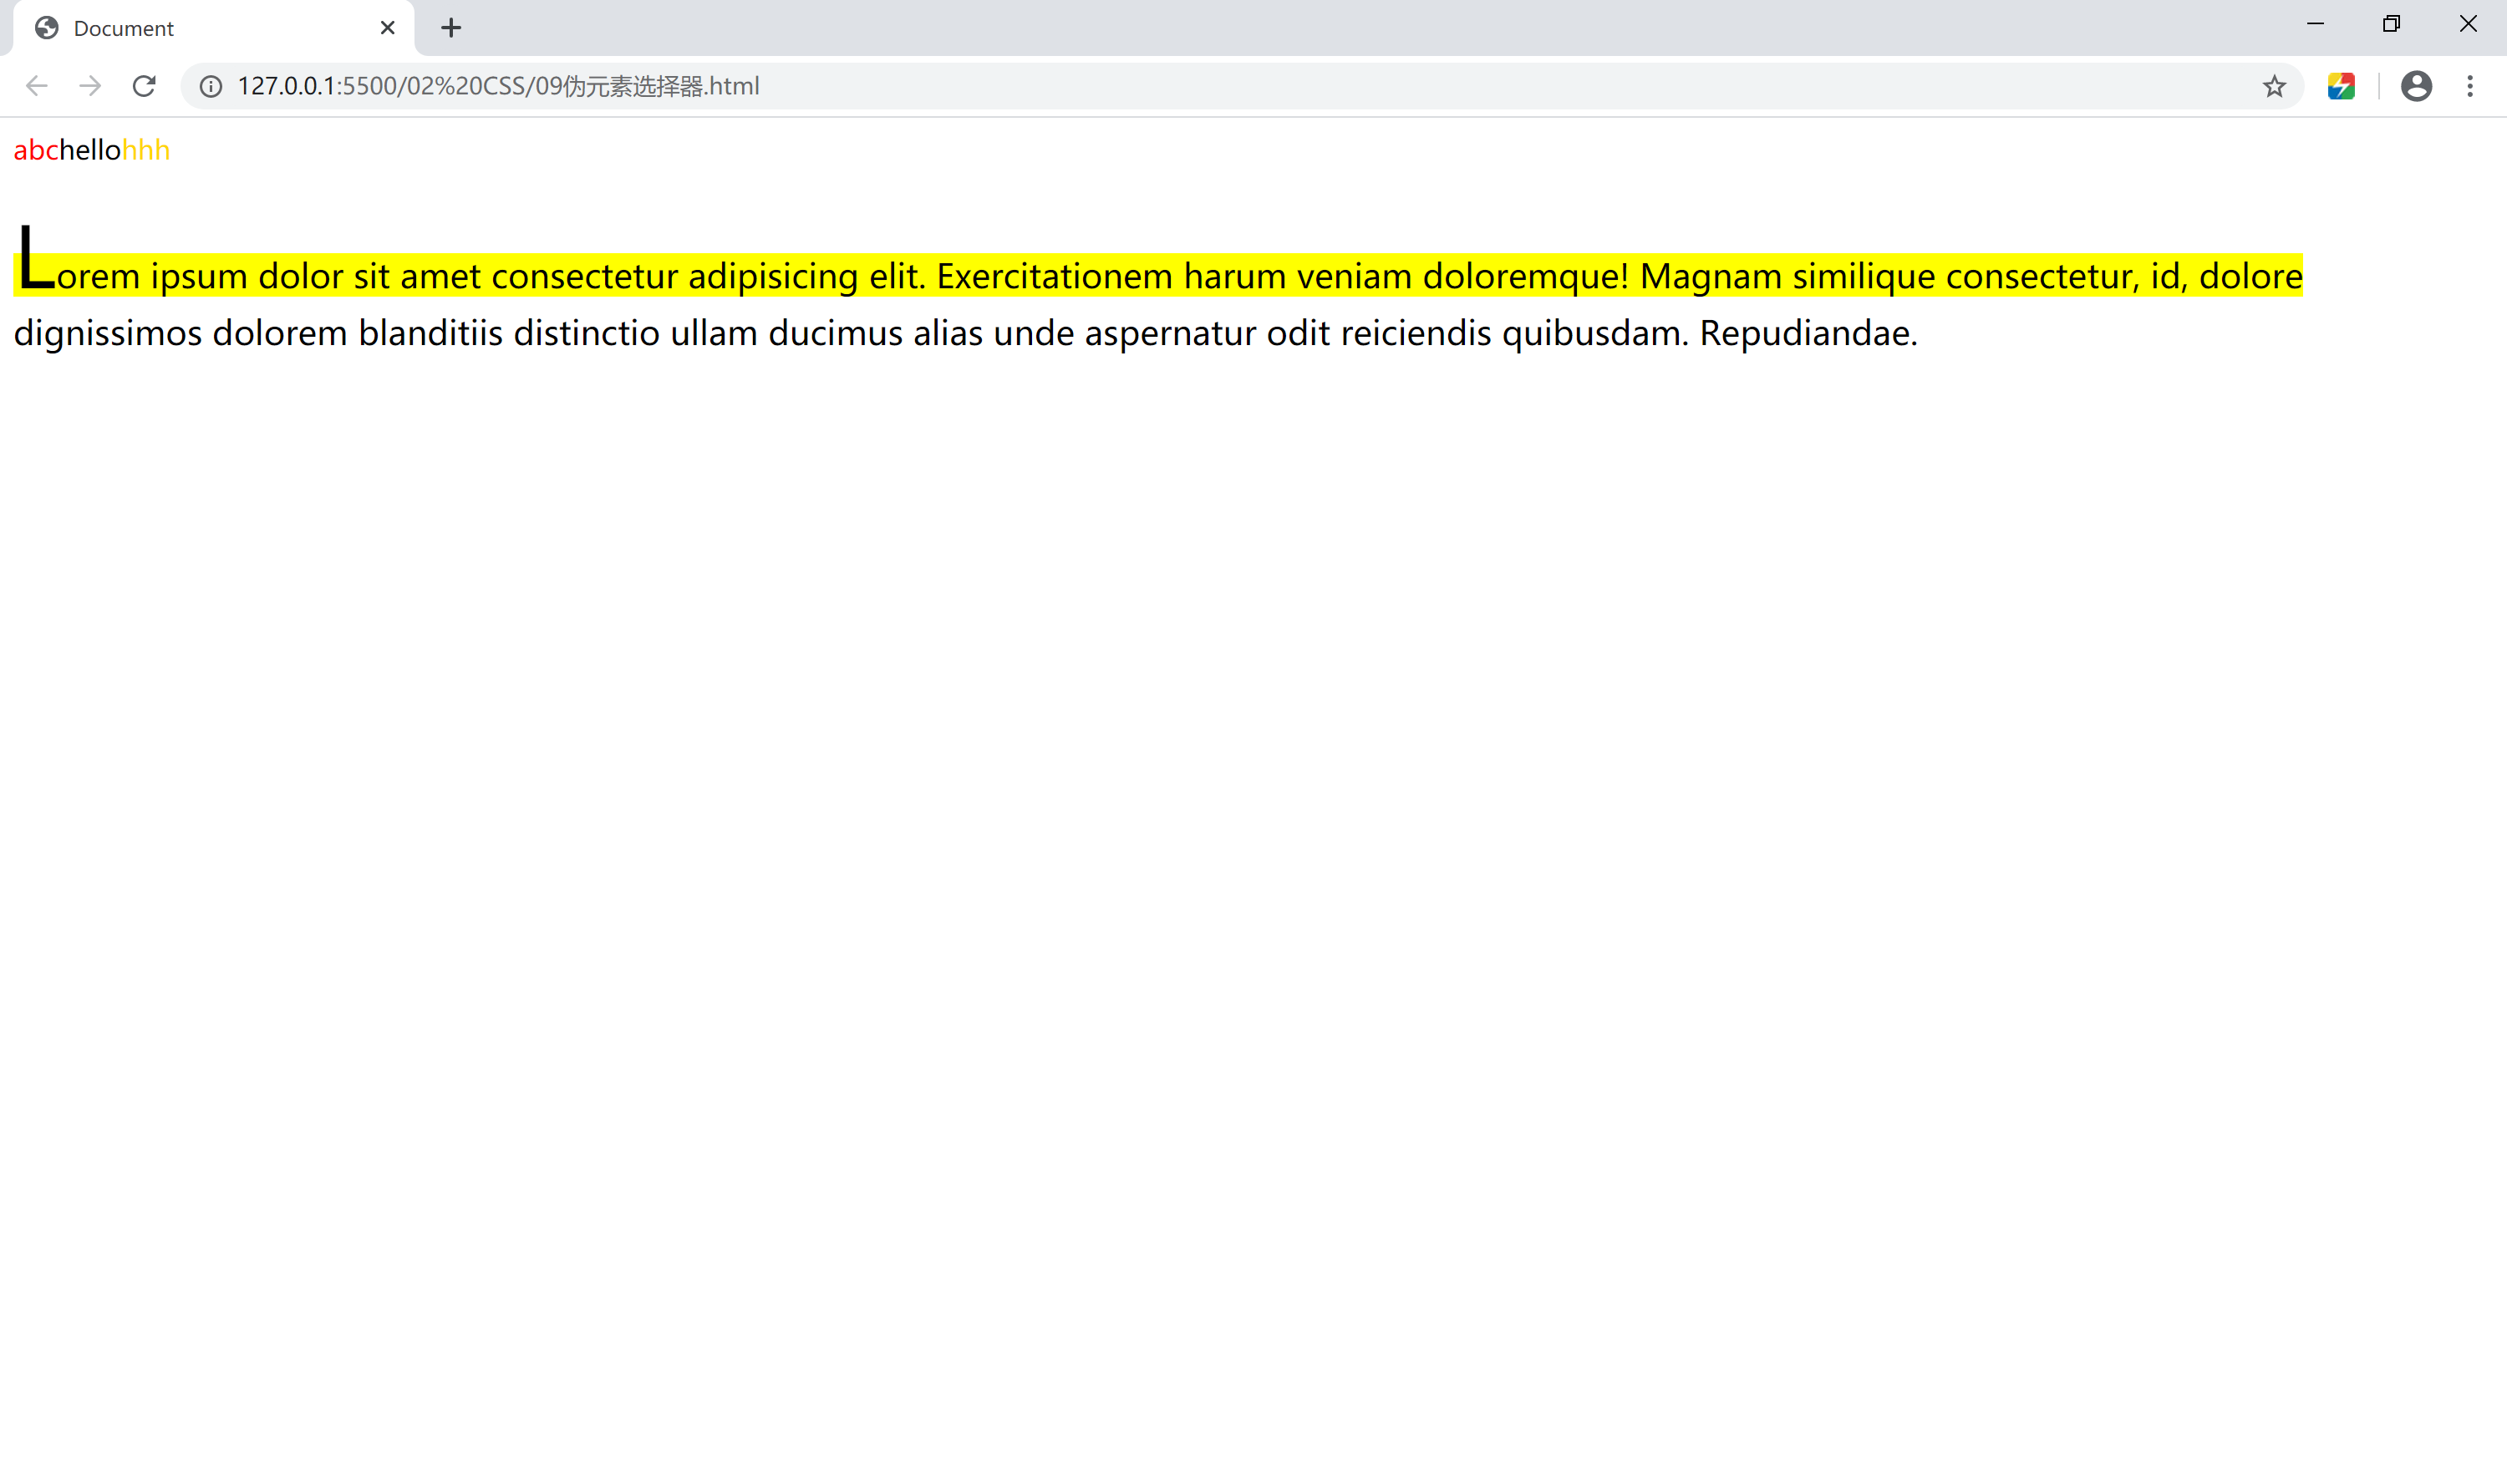 Document
127.0.0.1:5500/02%20CSS/09伪元素选择器.html
abchellohhh
Lorem ipsum dolor sit amet consectetur adipisicing elit. Exercitationem harum veniam doloremque! Magnam similique consectetur, id, dolore
dignissimos dolorem blanditiis distinctio ullam ducimus alias unde aspernatur odit reiciendis quibusdam. Repudiandae.